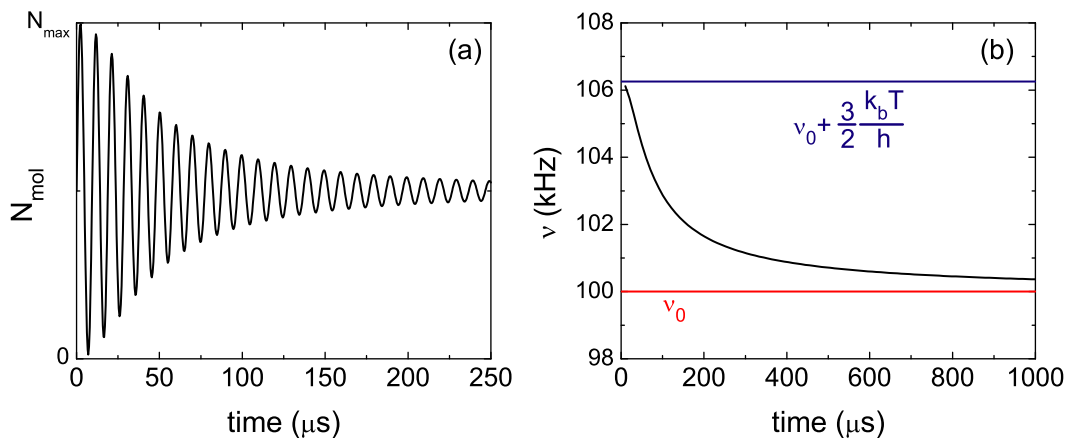 (a)
N_max
N_mol
0
0 50 100 150 200 250
time (μs)
(b)
108
106
104
102
100
98
ν (kHz)
ν_0 + 3/2 k_bT/h
ν_0
0 200 400 600 800 1000
time (μs)